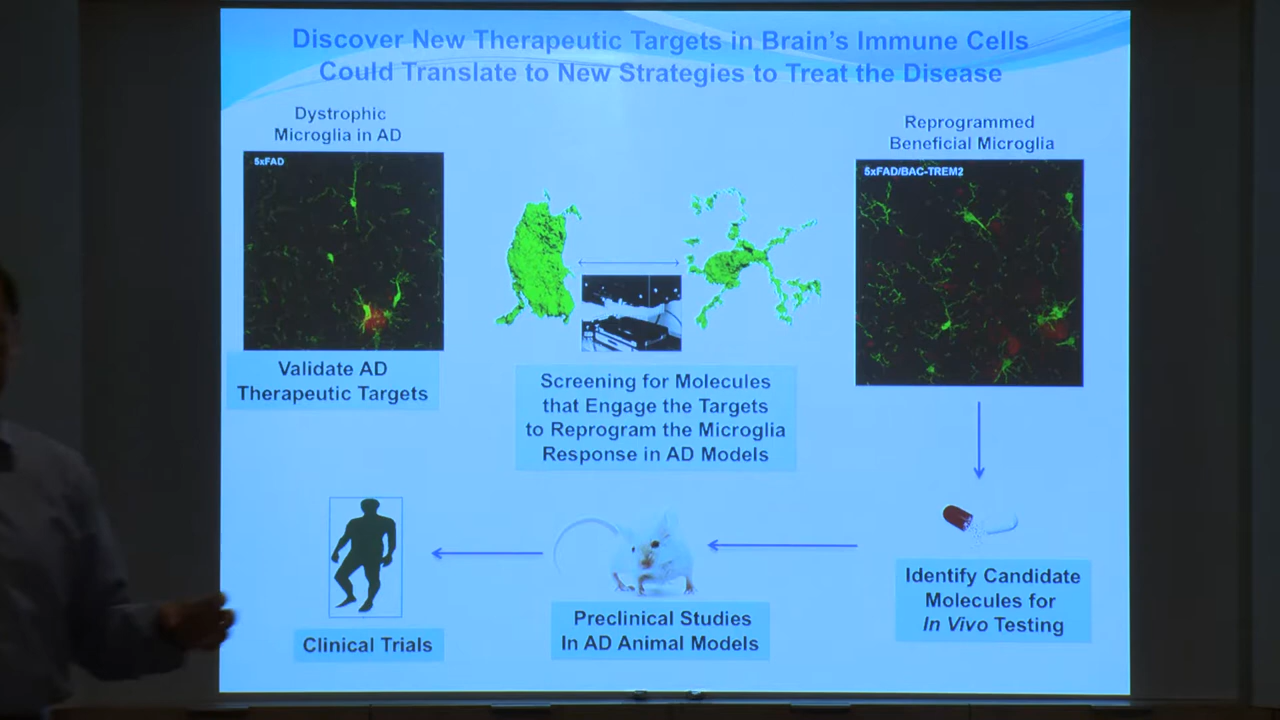 Discover New Therapeutic Targets in Brain's Immune Cells
Could Translate to New Strategies to Treat the Disease
Dystrophic
Microglia in AD
5xFAD
Validate AD
Therapeutic Targets
Screening for Molecules
that Engage the Targets
to Reprogram the Microglia
Response in AD Models
Reprogrammed
Beneficial Microglia
5xFAD/BAC-TREM2
Identify Candidate
Molecules for
In Vivo Testing
Preclinical Studies
In AD Animal Models
Clinical Trials